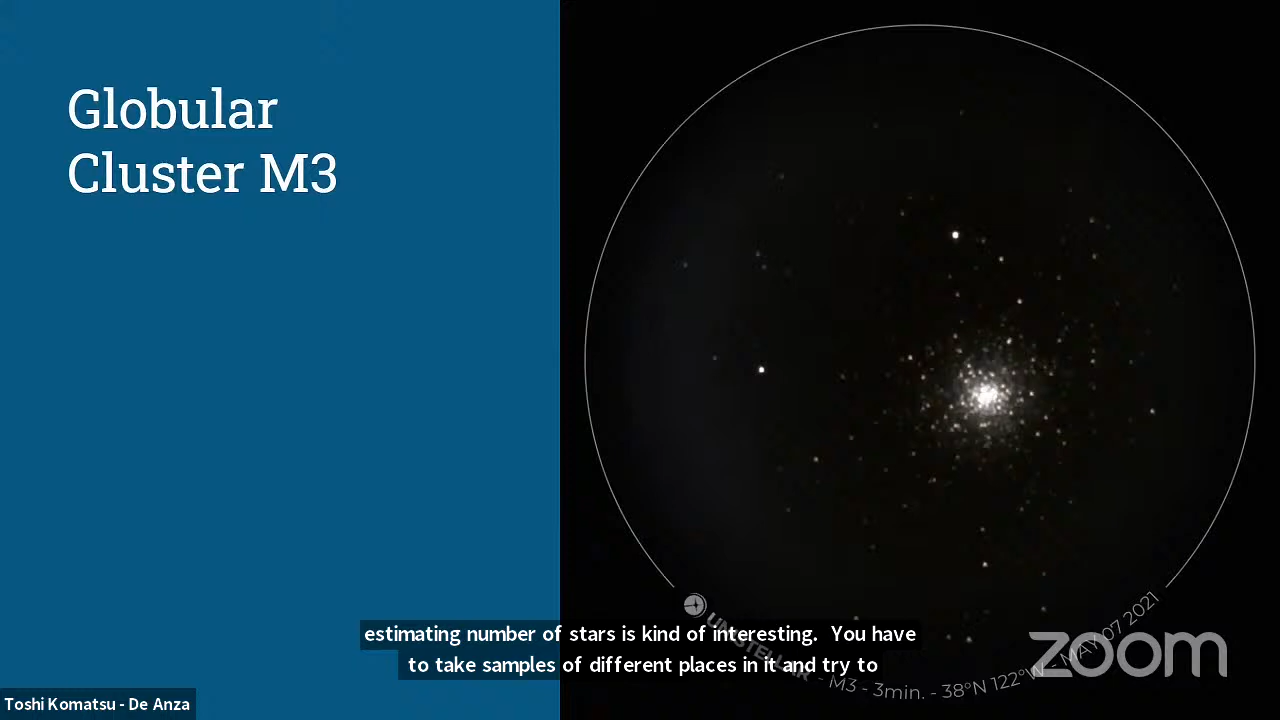 Globular
Cluster M3
estimating number of stars is kind of interesting. You have
to take samples of different places in it and try to
UNISTELLAR - M3 - 3min. - 38°N 122°W - MAY 07 2021
zoom
Toshi Komatsu - De Anza